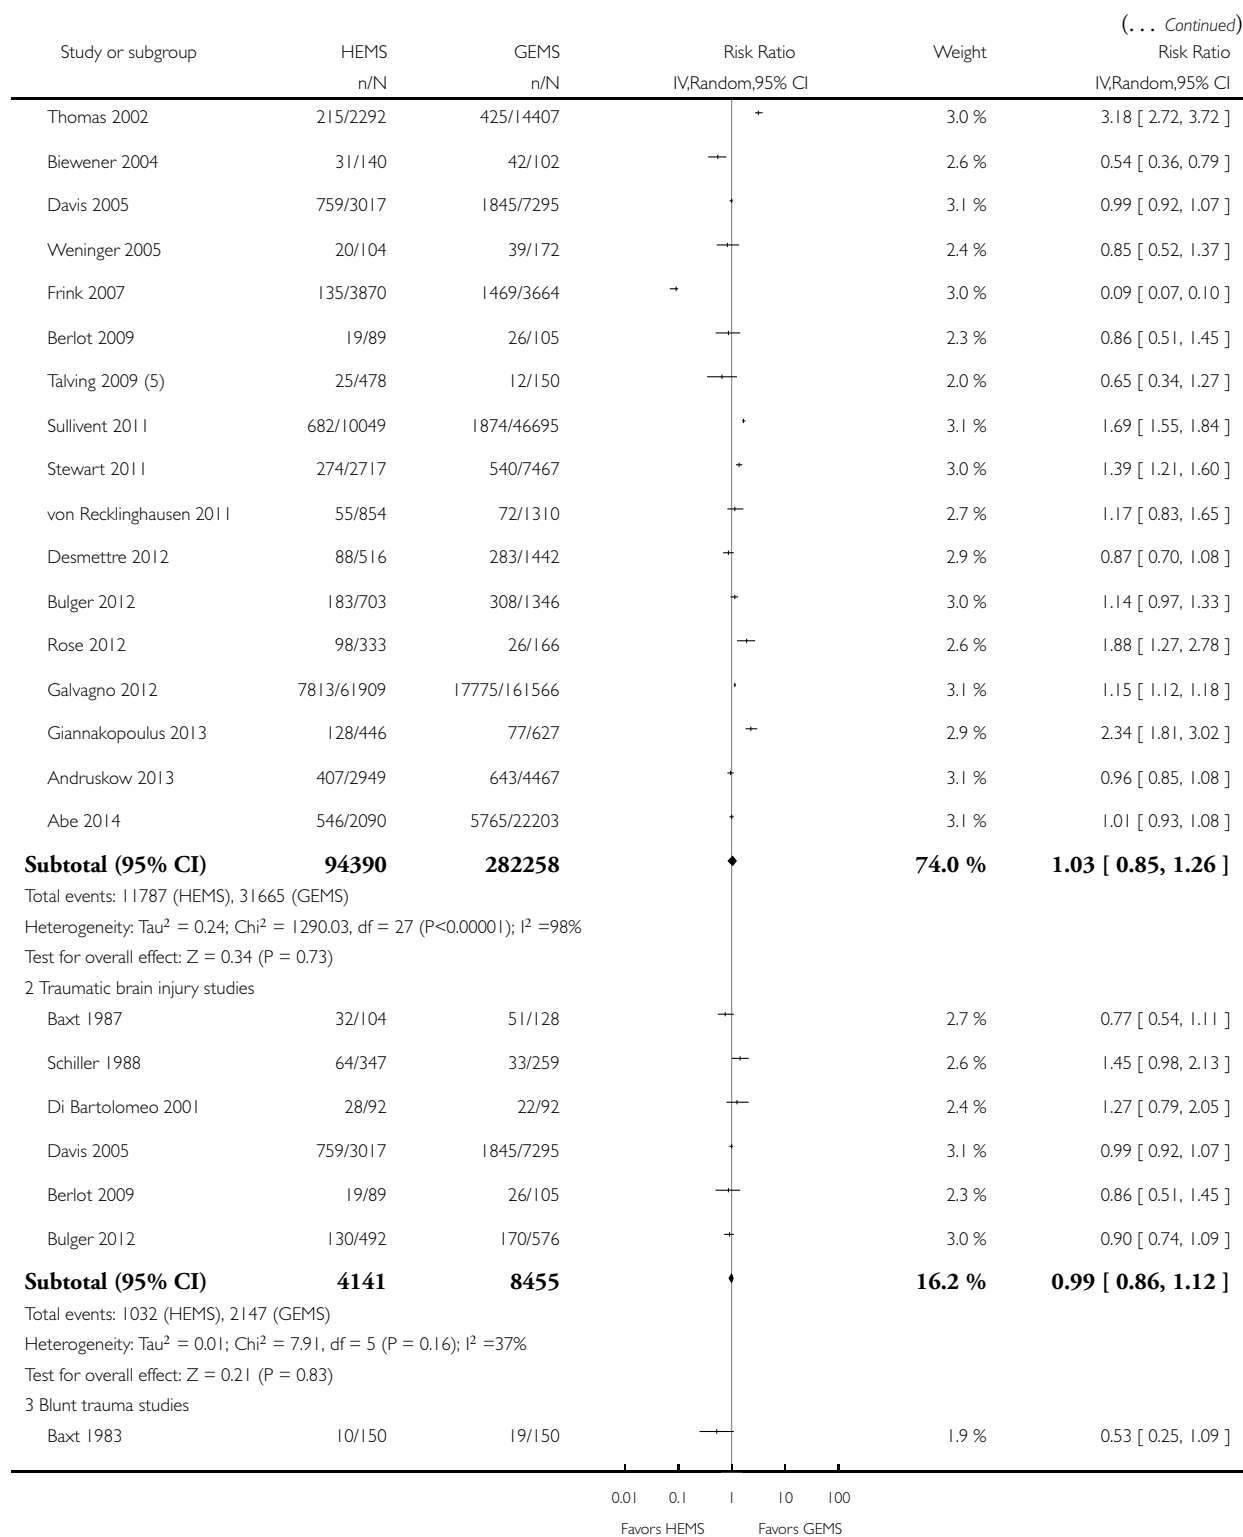 (. . . Continued)
Study or subgroup HEMS GEMS Risk Ratio Weight Risk Ratio
n/N n/N IV,Random,95% CI IV,Random,95% CI
Thomas 2002 215/2292 425/14407 3.0 % 3.18 [ 2.72, 3.72 ]
Biewener 2004 31/140 42/102 2.6 % 0.54 [ 0.36, 0.79 ]
Davis 2005 759/3017 1845/7295 3.1 % 0.99 [ 0.92, 1.07 ]
Weninger 2005 20/104 39/172 2.4 % 0.85 [ 0.52, 1.37 ]
Frink 2007 135/3870 1469/3664 3.0 % 0.09 [ 0.07, 0.10 ]
Berlot 2009 19/89 26/105 2.3 % 0.86 [ 0.51, 1.45 ]
Talving 2009 (5) 25/478 12/150 2.0 % 0.65 [ 0.34, 1.27 ]
Sullivent 2011 682/10049 1874/46695 3.1 % 1.69 [ 1.55, 1.84 ]
Stewart 2011 274/2717 540/7467 3.0 % 1.39 [ 1.21, 1.60 ]
von Recklinghausen 2011 55/854 72/1310 2.7 % 1.17 [ 0.83, 1.65 ]
Desmettre 2012 88/516 283/1442 2.9 % 0.87 [ 0.70, 1.08 ]
Bulger 2012 183/703 308/1346 3.0 % 1.14 [ 0.97, 1.33 ]
Rose 2012 98/333 26/166 2.6 % 1.88 [ 1.27, 2.78 ]
Galvagno 2012 7813/61909 17775/161566 3.1 % 1.15 [ 1.12, 1.18 ]
Giannakopoulus 2013 128/446 77/627 2.9 % 2.34 [ 1.81, 3.02 ]
Andruskow 2013 407/2949 643/4467 3.1 % 0.96 [ 0.85, 1.08 ]
Abe 2014 546/2090 5765/22203 3.1 % 1.01 [ 0.93, 1.08 ]
Subtotal (95% CI) 94390 282258 74.0 % 1.03 [ 0.85, 1.26 ]
Total events: 11787 (HEMS), 31665 (GEMS)
Heterogeneity: Tau² = 0.24; Chi² = 1290.03, df = 27 (P<0.00001); I² =98%
Test for overall effect: Z = 0.34 (P = 0.73)
2 Traumatic brain injury studies
Baxt 1987 32/104 51/128 2.7 % 0.77 [ 0.54, 1.11 ]
Schiller 1988 64/347 33/259 2.6 % 1.45 [ 0.98, 2.13 ]
Di Bartolomeo 2001 28/92 22/92 2.4 % 1.27 [ 0.79, 2.05 ]
Davis 2005 759/3017 1845/7295 3.1 % 0.99 [ 0.92, 1.07 ]
Berlot 2009 19/89 26/105 2.3 % 0.86 [ 0.51, 1.45 ]
Bulger 2012 130/492 170/576 3.0 % 0.90 [ 0.74, 1.09 ]
Subtotal (95% CI) 4141 8455 16.2 % 0.99 [ 0.86, 1.12 ]
Total events: 1032 (HEMS), 2147 (GEMS)
Heterogeneity: Tau² = 0.01; Chi² = 7.91, df = 5 (P = 0.16); I² =37%
Test for overall effect: Z = 0.21 (P = 0.83)
3 Blunt trauma studies
Baxt 1983 10/150 19/150 1.9 % 0.53 [ 0.25, 1.09 ]
0.01 0.1 1 10 100
Favors HEMS Favors GEMS